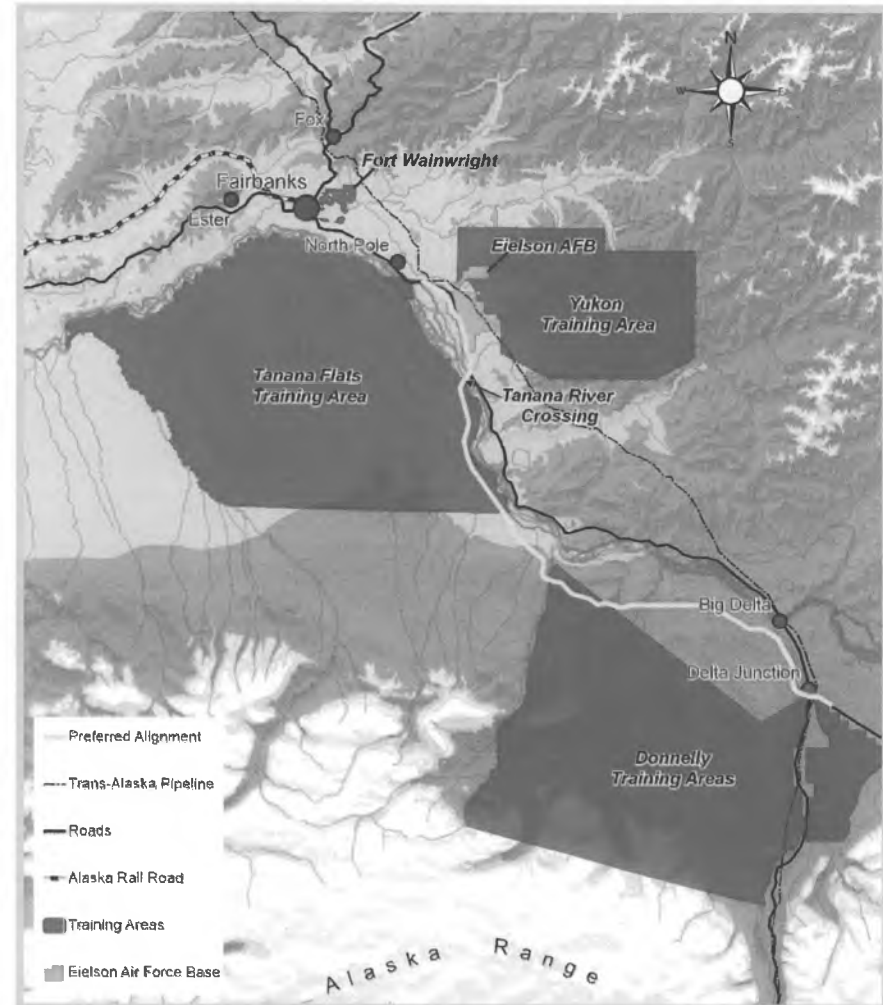 N
W
E
S
Fox
Fort Wainwright
Fairbanks
Ester
North Pole
Eielson AFB
Yukon
Training Area
Tanana Flats
Training Area
Tanana River
Crossing
Big Delta
Delta Junction
Donnelly
Training Areas
Preferred Alignment
Trans-Alaska Pipeline
Roads
Alaska Rail Road
Training Areas
Eielson Air Force Base
Alaska Range